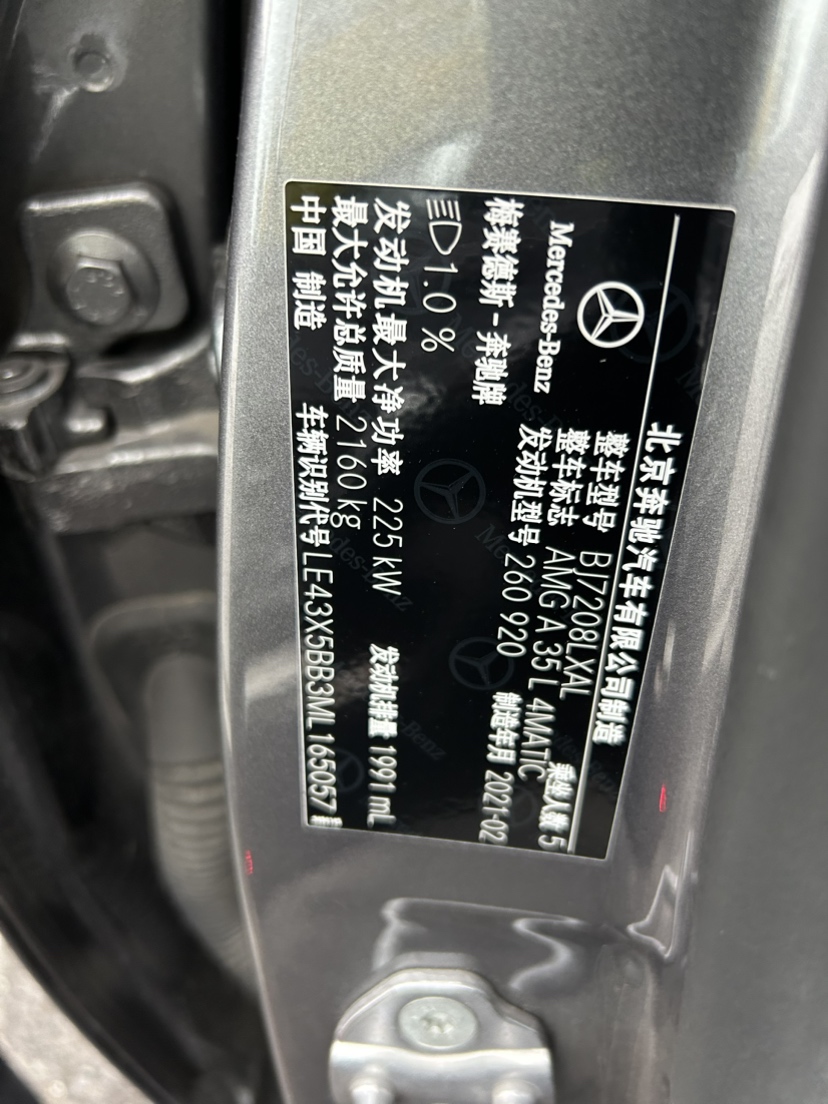 北京奔驰汽车有限公司制造
Mercedes-Benz
整车型号 BJ7208LXAL
整车标志 AMG A 35 L 4MATIC 乘坐人数 5
发动机型号 260 920 制造年月 2021-02
梅赛德斯-奔驰牌
1.0 %
发动机最大净功率 225 kW 发动机排量 1991 mL
最大允许总质量 2160 kg
中国 制造 车辆识别代号 LE43X5BB3ML165057